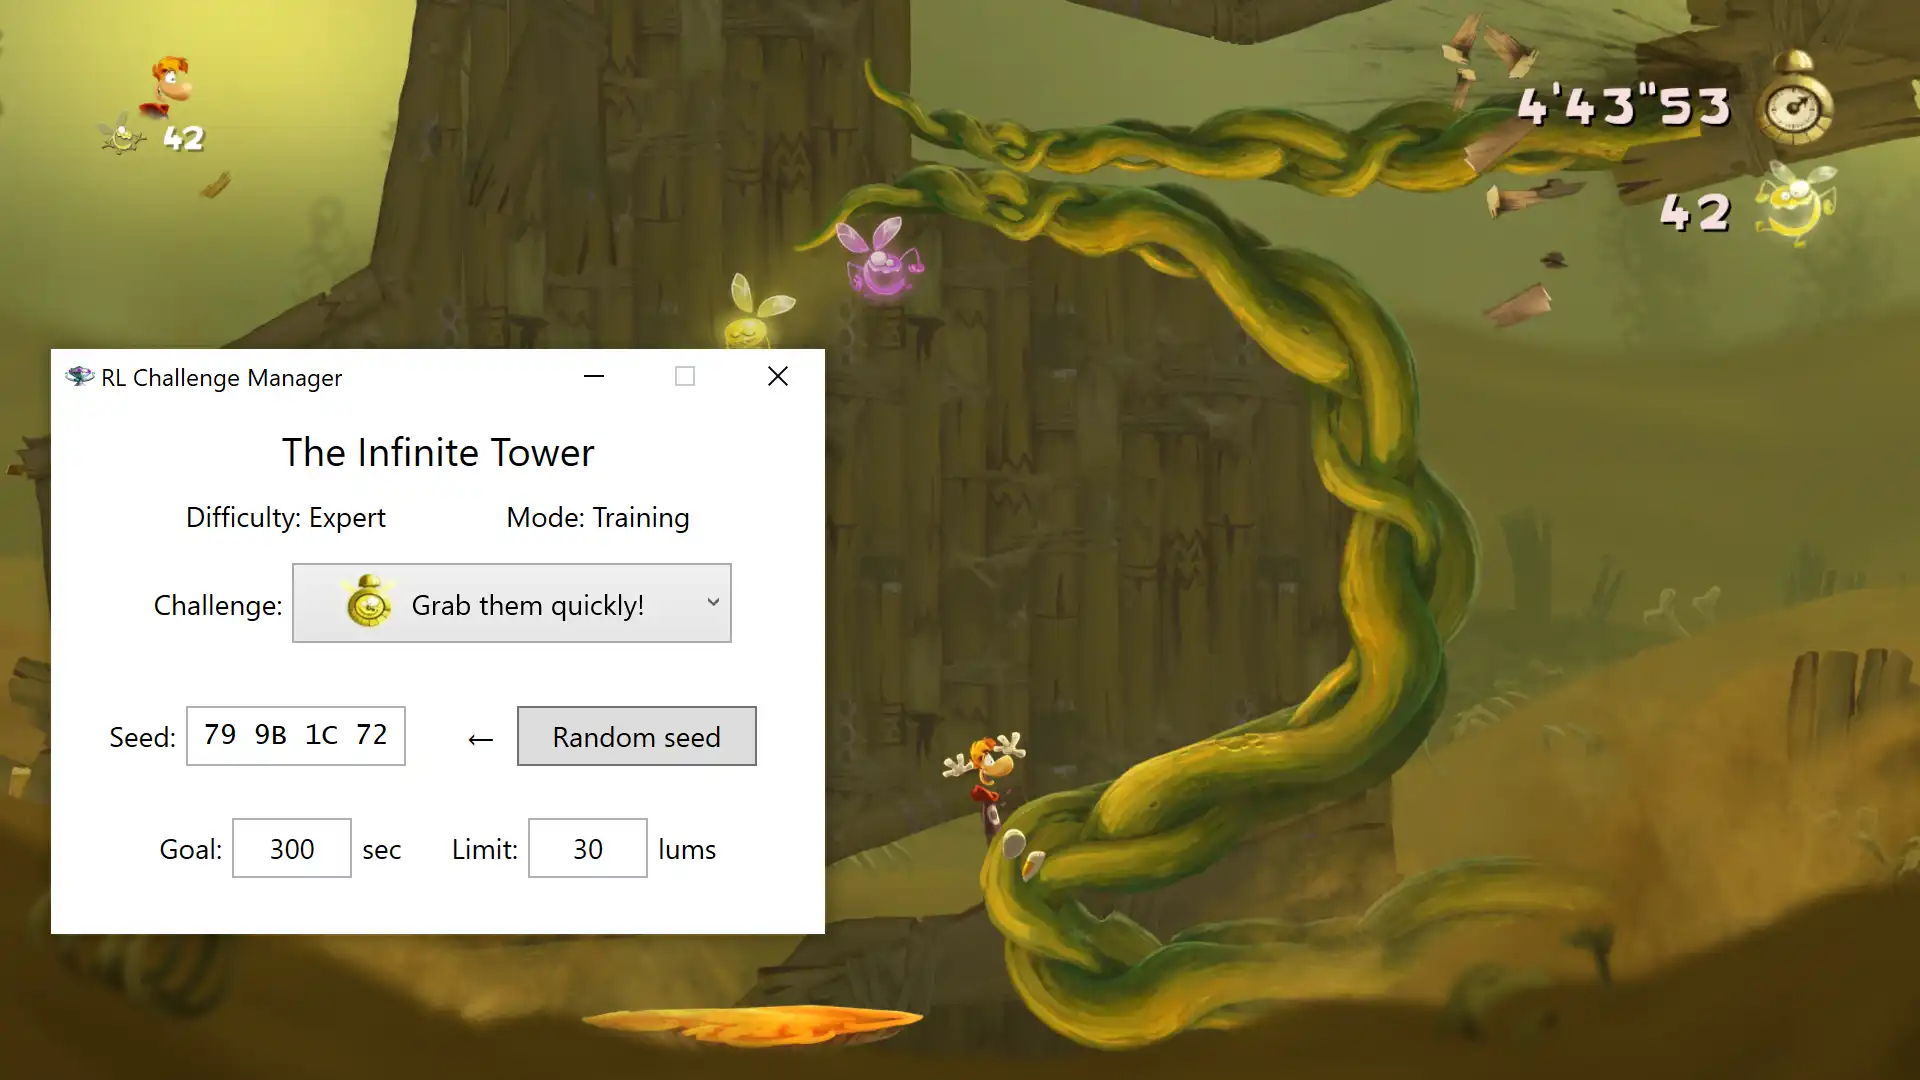 42
4'43"53
42
RL Challenge Manager
The Infinite Tower
Difficulty: Expert Mode: Training
Challenge: Grab them quickly!
Seed: 79 9B 1C 72 ← Random seed
Goal: 300 sec Limit: 30 lums